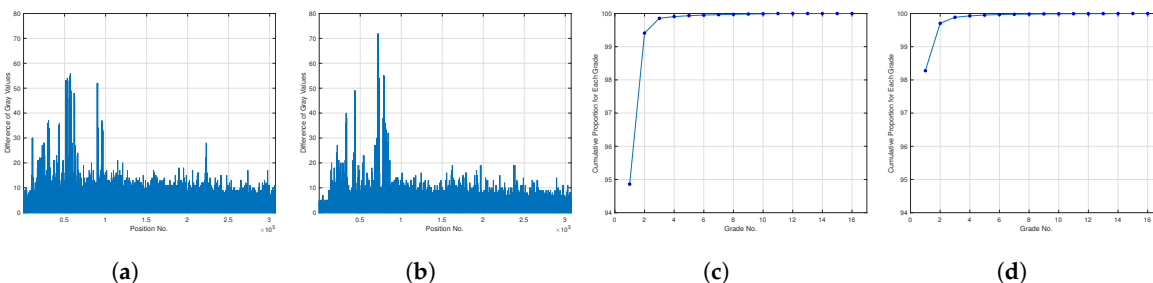 Difference of Gray Values
80
70
60
50
40
30
20
10
0
0.5 1 1.5 2 2.5 3
×10⁵
Position No.
(a)
Difference of Gray Values
80
70
60
50
40
30
20
10
0
0.5 1 1.5 2 2.5 3
×10⁵
Position No.
(b)
Cumulative Proportion for Each Grade
100
99
98
97
96
95
94
0 2 4 6 8 10 12 14 16
Grade No.
(c)
Cumulative Proportion for Each Grade
100
99
98
97
96
95
94
0 2 4 6 8 10 12 14 16
Grade No.
(d)